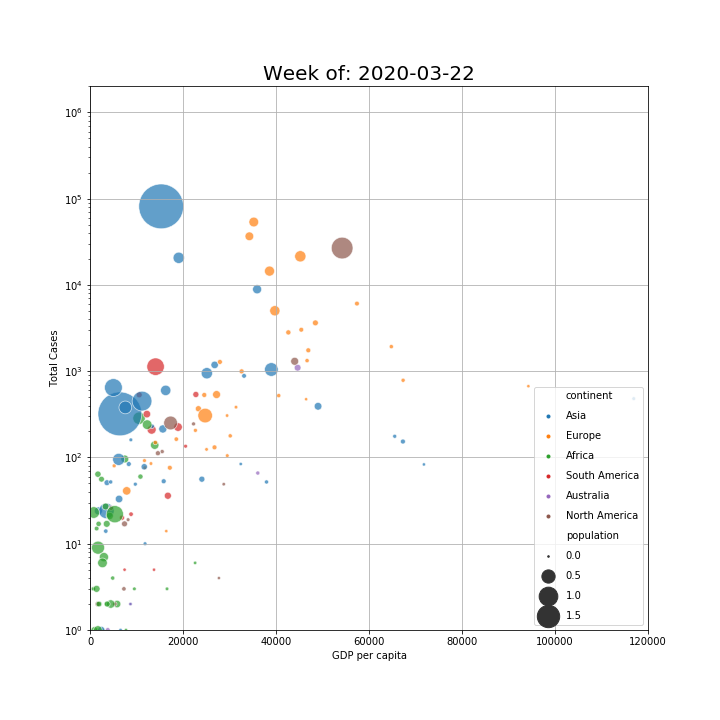 Week of: 2020-03-22
Total Cases
10⁶
10⁵
10⁴
10³
10²
10¹
10⁰
continent
Asia
Europe
Africa
South America
Australia
North America
population
0.0
0.5
1.0
1.5
0 20000 40000 60000 80000 100000 120000
GDP per capita